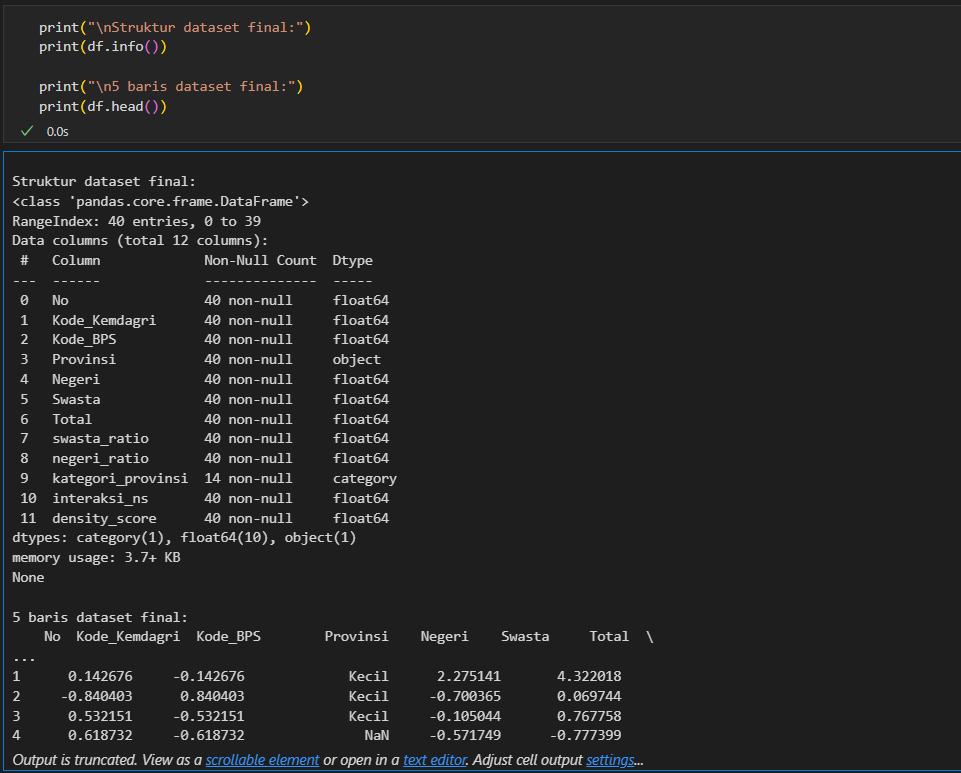 print("\nStruktur dataset final:")
print(df.info())
print("\n5 baris dataset final:")
print(df.head())
0.0s
Struktur dataset final:
<class 'pandas.core.frame.DataFrame'>
RangeIndex: 40 entries, 0 to 39
Data columns (total 12 columns):
 #   Column             Non-Null Count  Dtype
---  ------             --------------  -----
 0   No                 40 non-null     float64
 1   Kode_Kemdagri      40 non-null     float64
 2   Kode_BPS           40 non-null     float64
 3   Provinsi           40 non-null     object
 4   Negeri             40 non-null     float64
 5   Swasta             40 non-null     float64
 6   Total              40 non-null     float64
 7   swasta_ratio       40 non-null     float64
 8   negeri_ratio       40 non-null     float64
 9   kategori_provinsi  14 non-null     category
 10  interaksi_ns       40 non-null     float64
 11  density_score      40 non-null     float64
dtypes: category(1), float64(10), object(1)
memory usage: 3.7+ KB
None
5 baris dataset final:
    No  Kode_Kemdagri  Kode_BPS        Provinsi    Negeri    Swasta     Total  \
...
1      0.142676     -0.142676             Kecil      2.275141       4.322018
2     -0.840403      0.840403             Kecil     -0.700365       0.069744
3      0.532151     -0.532151             Kecil     -0.105044       0.767758
4      0.618732     -0.618732               NaN     -0.571749      -0.777399
Output is truncated. View as a scrollable element or open in a text editor. Adjust cell output settings...